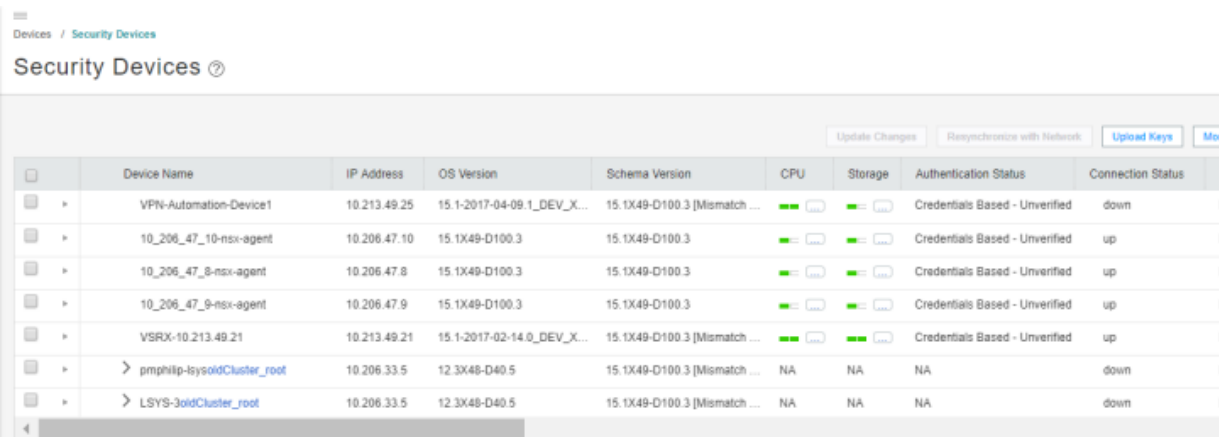 Devices / Security Devices
Security Devices ?
Update Changes Resynchronize with Network Upload Keys Mo
Device Name IP Address OS Version Schema Version CPU Storage Authentication Status Connection Status
VPN-Automation-Device1 10.213.49.25 15.1-2017-04-09.1_DEV_X... 15.1X49-D100.3 [Mismatch ... ... ... Credentials Based - Unverified down
10_206_47_10-nsx-agent 10.206.47.10 15.1X49-D100.3 15.1X49-D100.3 ... ... Credentials Based - Unverified up
10_206_47_8-nsx-agent 10.206.47.8 15.1X49-D100.3 15.1X49-D100.3 ... ... Credentials Based - Unverified up
10_206_47_9-nsx-agent 10.206.47.9 15.1X49-D100.3 15.1X49-D100.3 ... ... Credentials Based - Unverified up
VSRX-10.213.49.21 10.213.49.21 15.1-2017-02-14.0_DEV_X... 15.1X49-D100.3 [Mismatch ... ... ... Credentials Based - Unverified up
pmphilip-lsysoldCluster_root 10.206.33.5 12.3X48-D40.5 15.1X49-D100.3 [Mismatch ... NA NA NA down
LSYS-3oldCluster_root 10.206.33.5 12.3X48-D40.5 15.1X49-D100.3 [Mismatch ... NA NA NA down